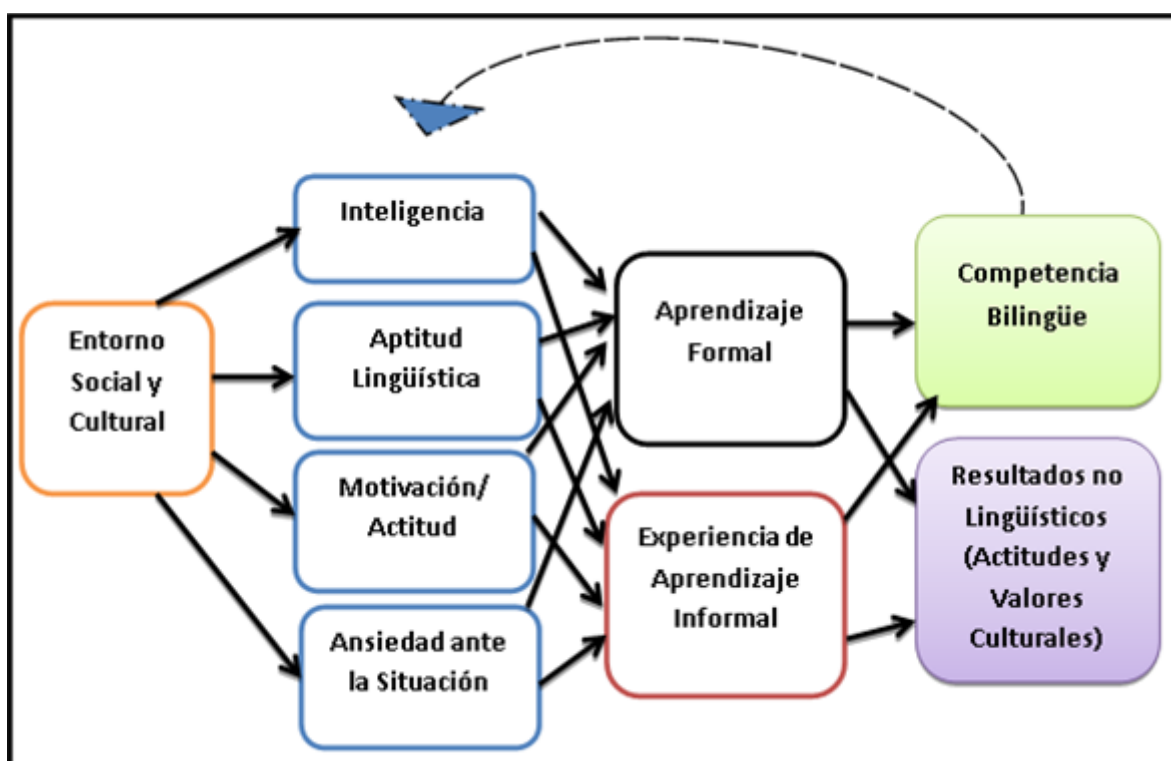 Entorno
Social y
Cultural
Inteligencia
Aptitud
Lingüística
Motivación/
Actitud
Ansiedad ante
la Situación
Aprendizaje
Formal
Experiencia de
Aprendizaje
Informal
Competencia
Bilingüe
Resultados no
Lingüísticos
(Actitudes y
Valores
Culturales)